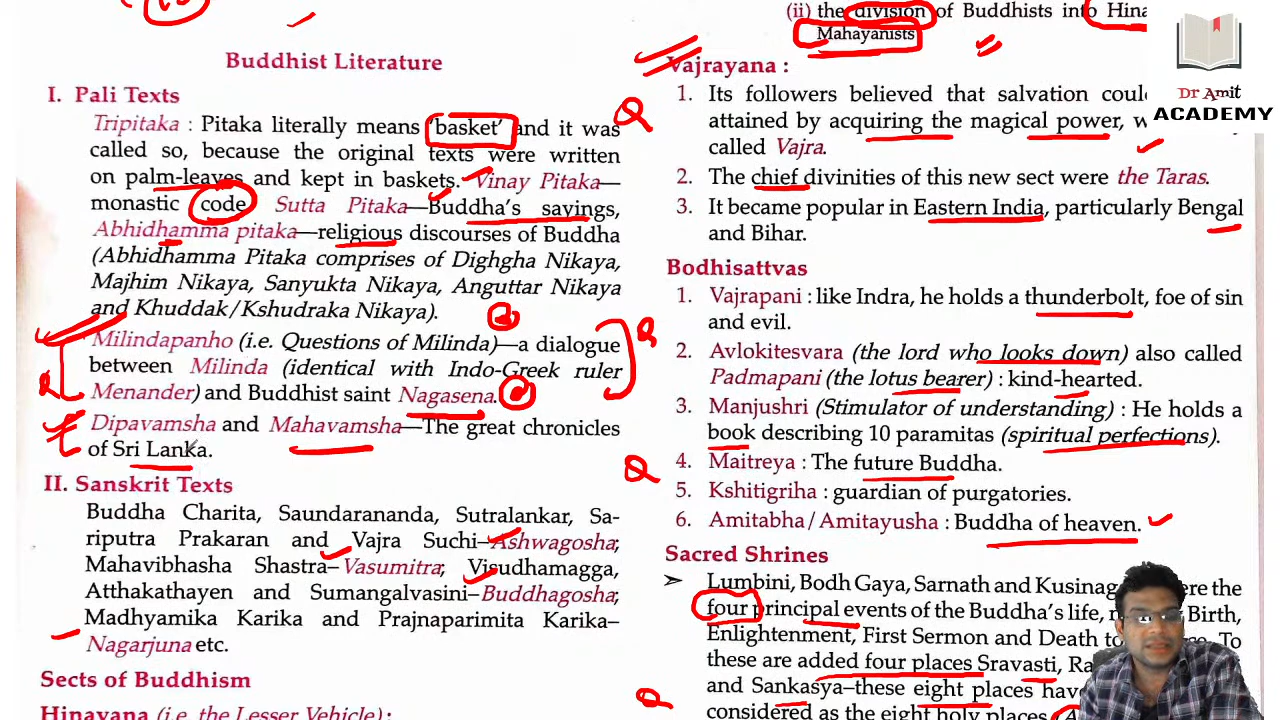 Buddhist Literature
I. Pali Texts
Tripitaka : Pitaka literally means 'basket' and it was
called so, because the original texts were written
on palm-leaves and kept in baskets. Vinay Pitaka—
monastic code Sutta Pitaka—Buddha's sayings,
Abhidhamma pitaka—religious discourses of Buddha
(Abhidhamma Pitaka comprises of Dighgha Nikaya,
Majhim Nikaya, Sanyukta Nikaya, Anguttar Nikaya
and Khuddak/Kshudraka Nikaya).
Milindapanho (i.e. Questions of Milinda)—a dialogue
between Milinda (identical with Indo-Greek ruler
Menander) and Buddhist saint Nagasena.
Dipavamsha and Mahavamsha—The great chronicles
of Sri Lanka.
II. Sanskrit Texts
Buddha Charita, Saundarananda, Sutralankar, Sa-
riputra Prakaran and Vajra Suchi–Ashwagosha;
Mahavibhasha Shastra–Vasumitra; Visudhamagga,
Atthakathayen and Sumangalvasini–Buddhagosha;
Madhyamika Karika and Prajnaparimita Karika–
Nagarjuna etc.
Sects of Buddhism
Hinayana (i.e. the Lesser Vehicle) :
(ii) the division of Buddhists into
Mahayanists
Vajrayana :
1. Its followers believed that salvation
attained by acquiring the magical power,
called Vajra.
2. The chief divinities of this new sect were the Taras.
3. It became popular in Eastern India, particularly Bengal
and Bihar.
Bodhisattvas
1. Vajrapani : like Indra, he holds a thunderbolt, foe of sin
and evil.
2. Avlokitesvara (the lord who looks down) also called
Padmapani (the lotus bearer) : kind-hearted.
3. Manjushri (Stimulator of understanding) : He holds a
book describing 10 paramitas (spiritual perfections).
4. Maitreya : The future Buddha.
5. Kshitigriha : guardian of purgatories.
6. Amitabha/Amitayusha : Buddha of heaven.
Sacred Shrines
➢ Lumbini, Bodh Gaya, Sarnath and the
four principal events of the Buddha's life, Birth,
Enlightenment, First Sermon and Death To
these are added four places Sravasti,
and Sankasya–these eight places
considered as the eight holy places
Dr Amit
ACADEMY